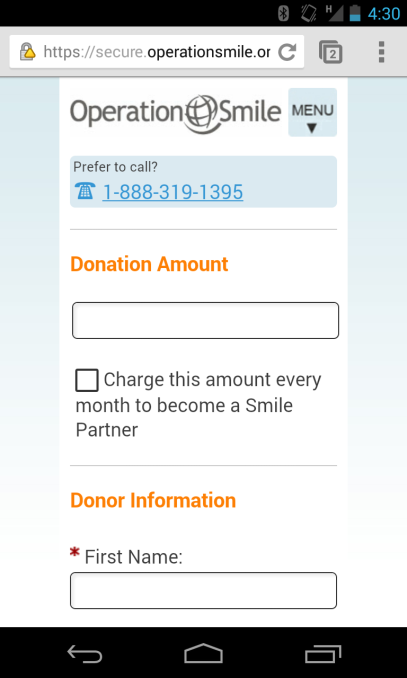 H 4:30
https://secure.operationsmile.or 2
Operation Smile MENU
Prefer to call?
1-888-319-1395
Donation Amount
Charge this amount every
month to become a Smile
Partner
Donor Information
* First Name: